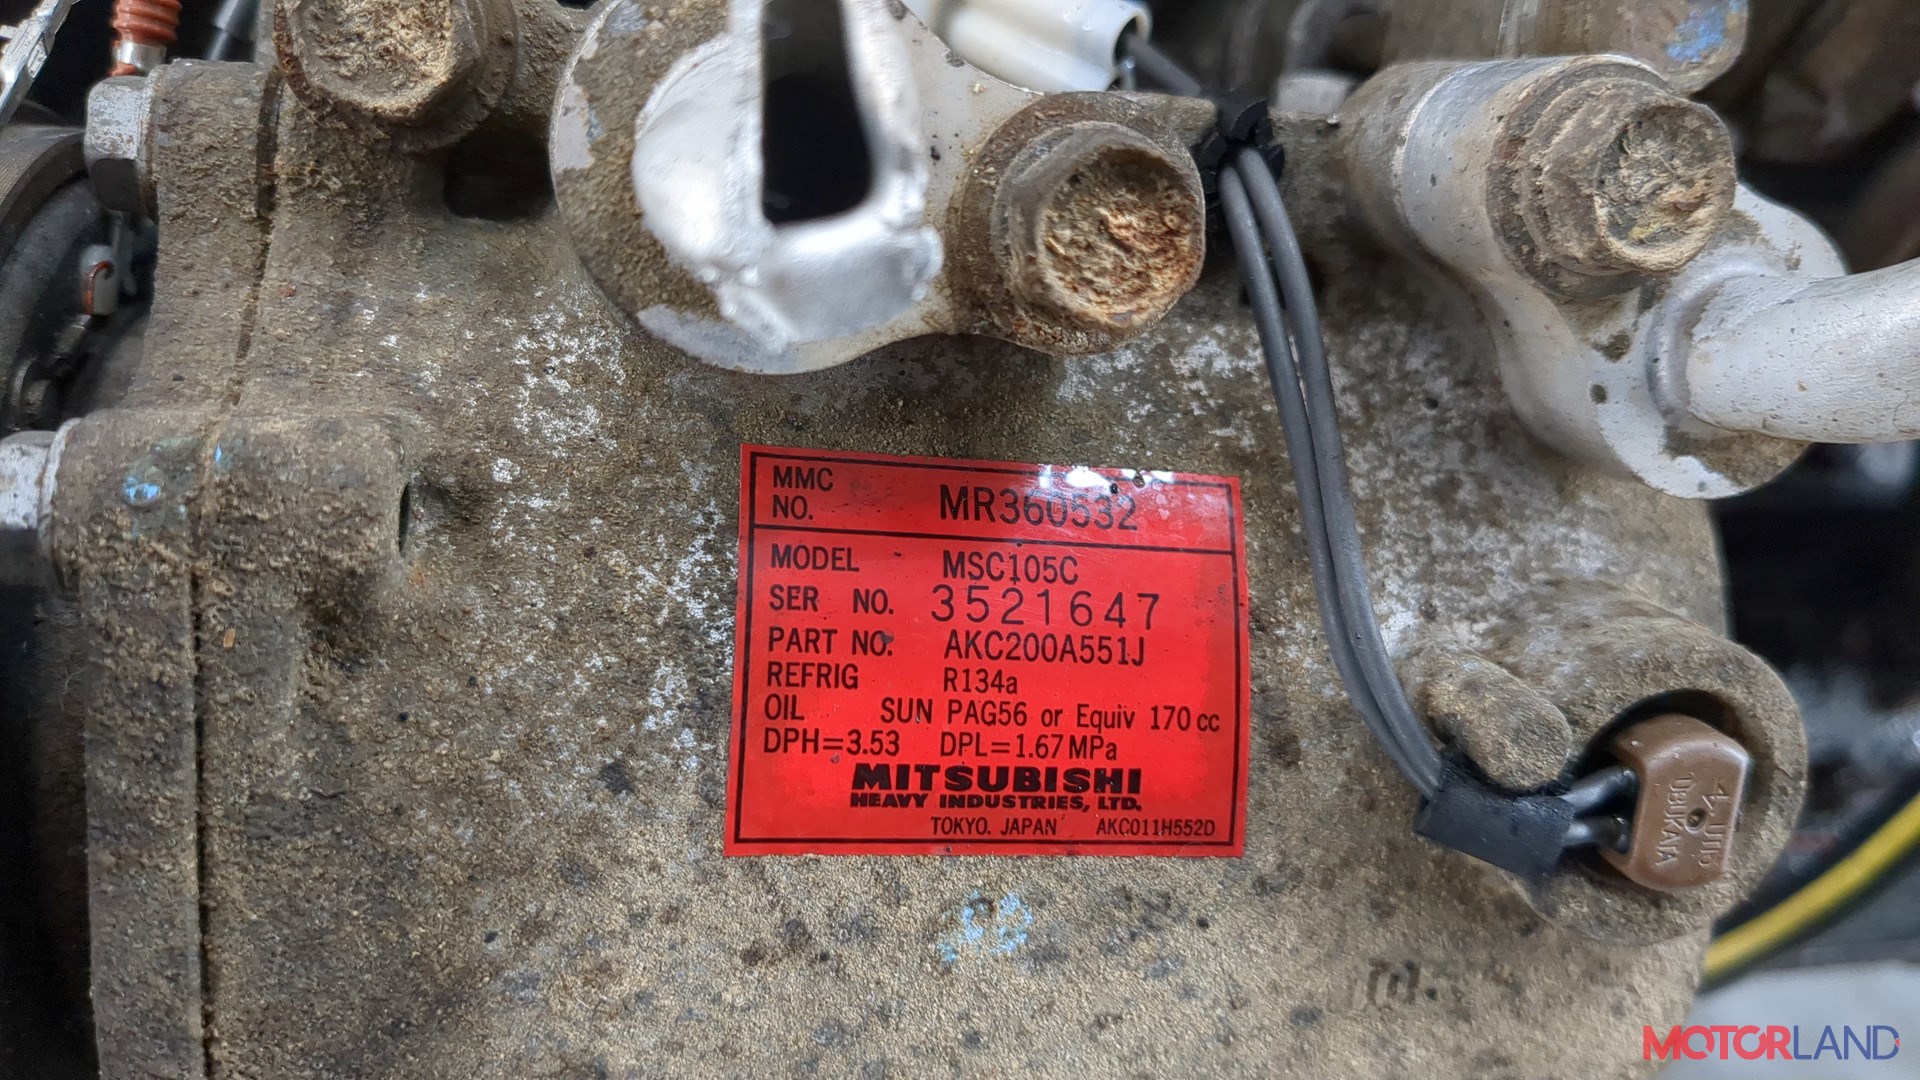 MMC
NO. MR360532
MODEL MSC105C
SER NO. 3521647
PART NO. AKC200A551J
REFRIG R134a
OIL SUN PAG56 or Equiv 170 cc
DPH=3.53 DPL=1.67 MPa
MITSUBISHI
HEAVY INDUSTRIES, LTD.
TOKYO. JAPAN AKC011H552D
UBUKATA
MOTORLAND